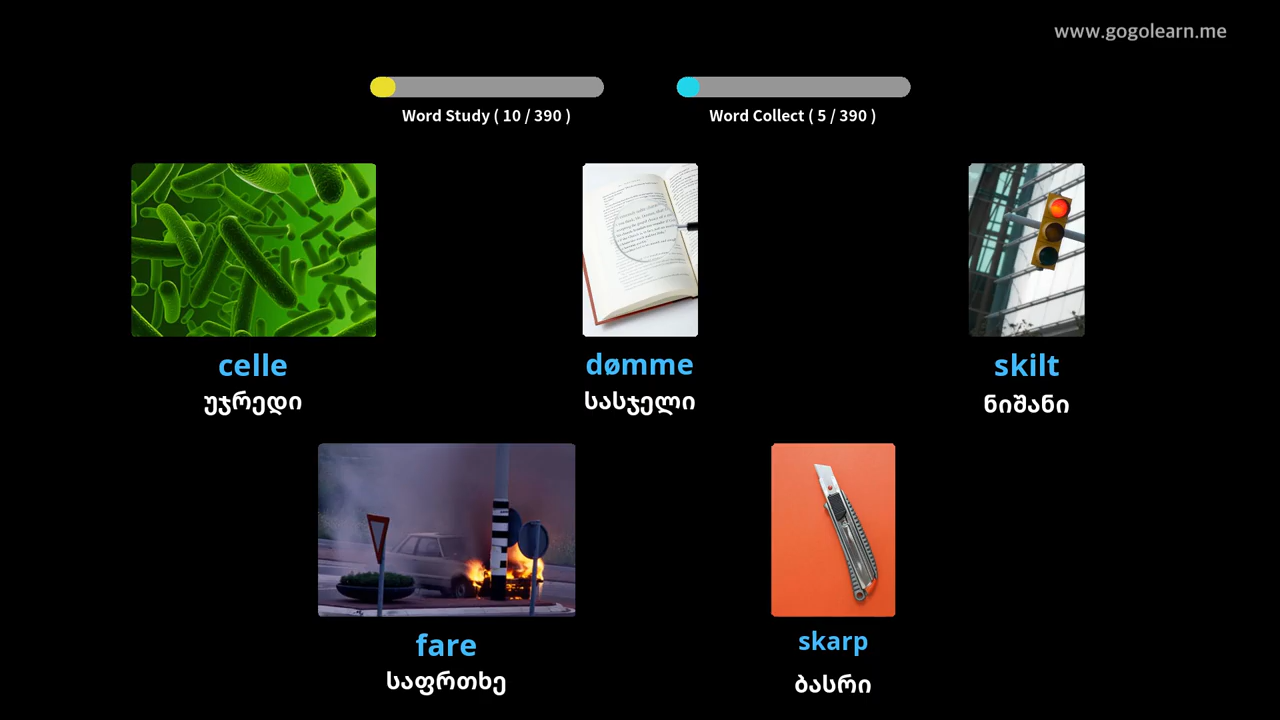 www.gogolearn.me
Word Study ( 10 / 390 )
Word Collect ( 5 / 390 )
celle
უჯრედი
dømme
სასჯელი
skilt
ნიშანი
fare
საფრთხე
skarp
ბასრი